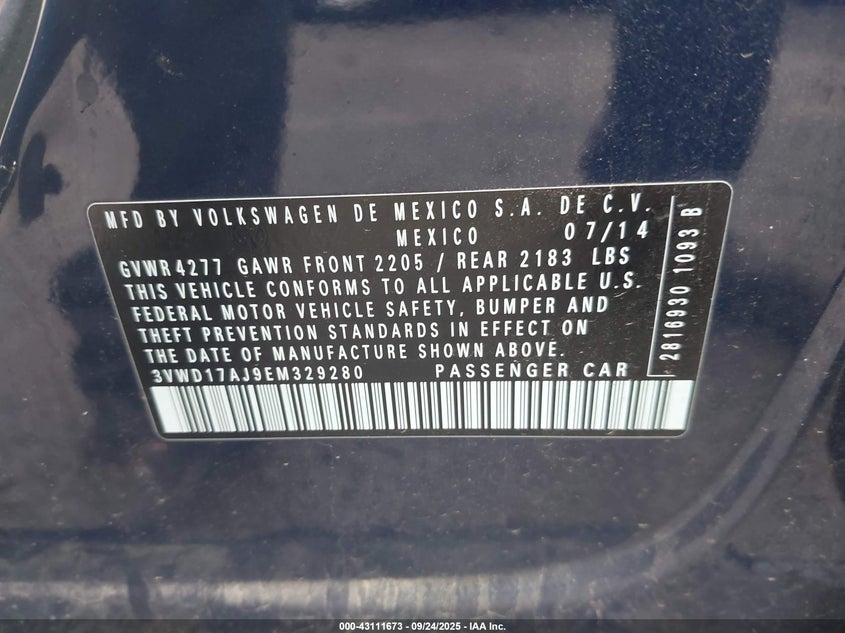 MFD BY VOLKSWAGEN DE MEXICO S.A. DE C.V.
MEXICO 07/14
GVWR 4277 GAWR FRONT 2205 / REAR 2183 LBS
THIS VEHICLE CONFORMS TO ALL APPLICABLE U.S.
FEDERAL MOTOR VEHICLE SAFETY, BUMPER AND
THEFT PREVENTION STANDARDS IN EFFECT ON
THE DATE OF MANUFACTURE SHOWN ABOVE.
3VWD17AJ9EM329280 PASSENGER CAR
2816930 1093 B
000-43111673 - 09/24/2025 - IAA Inc.